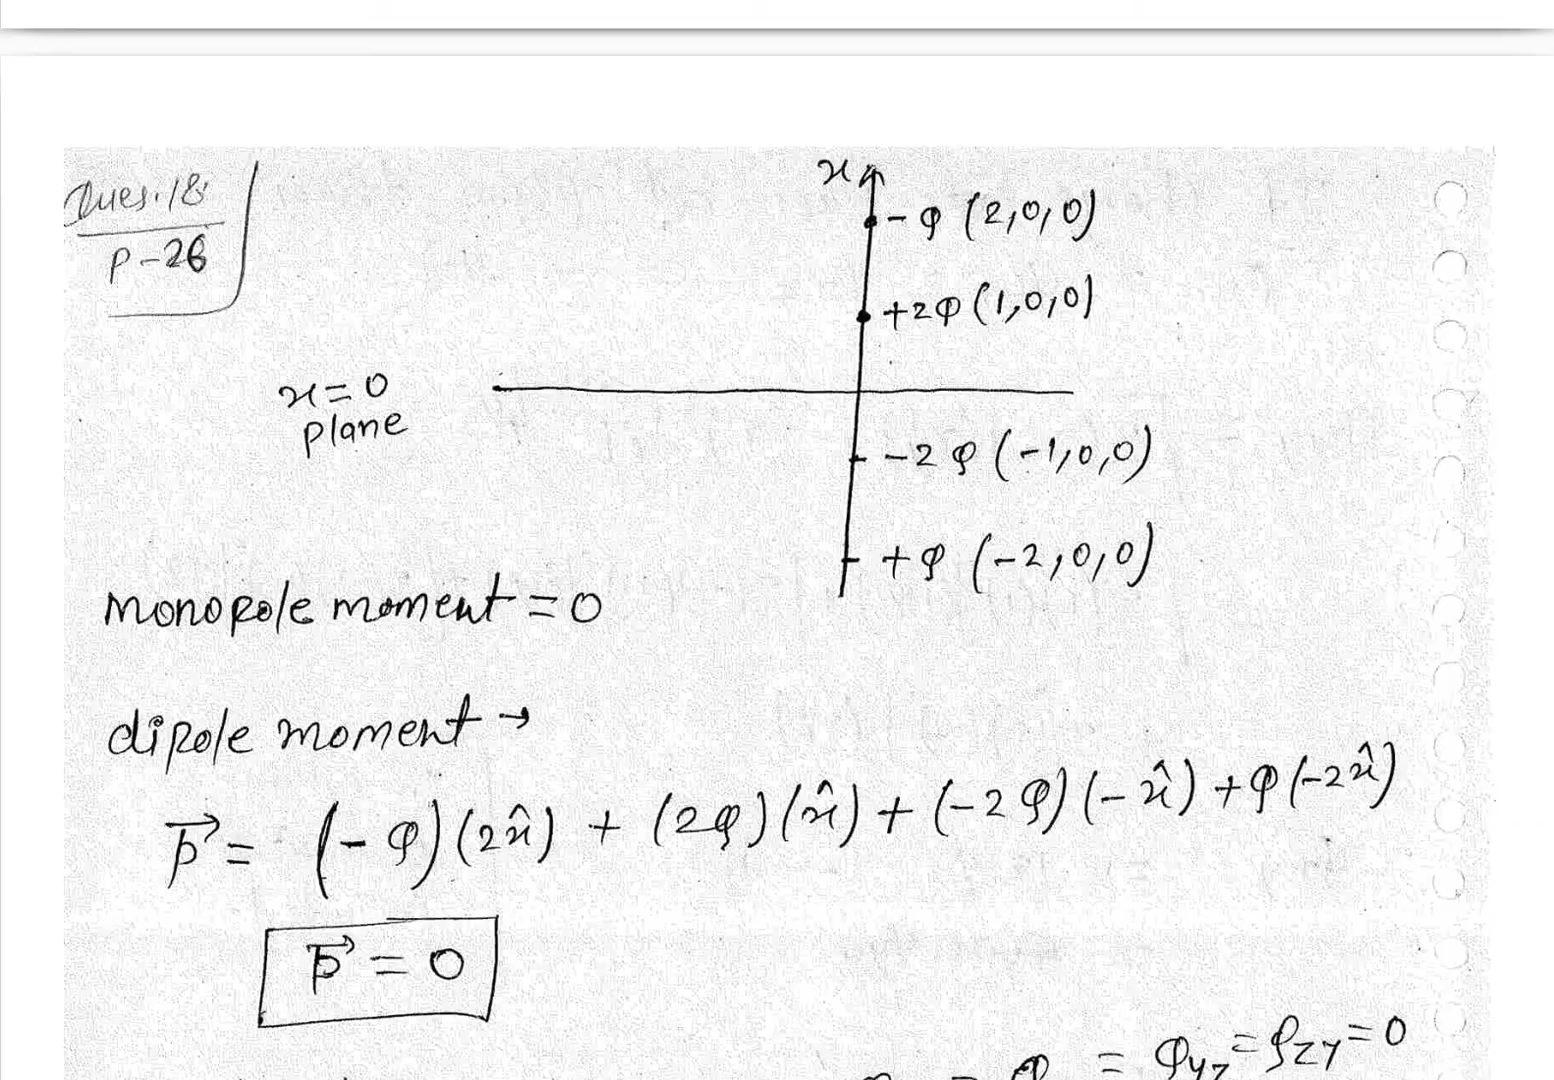 Ques.18
P-26
x
-Q (2,0,0)
+2Q (1,0,0)
x=0
plane
-2Q (-1,0,0)
+Q (-2,0,0)
monopole moment = 0
dipole moment →
p⃗ = (-Q)(2x̂) + (2Q)(x̂) + (-2Q)(-x̂) + Q(-2x̂)
p⃗ = 0
= Q = Qyz = Qzy = 0